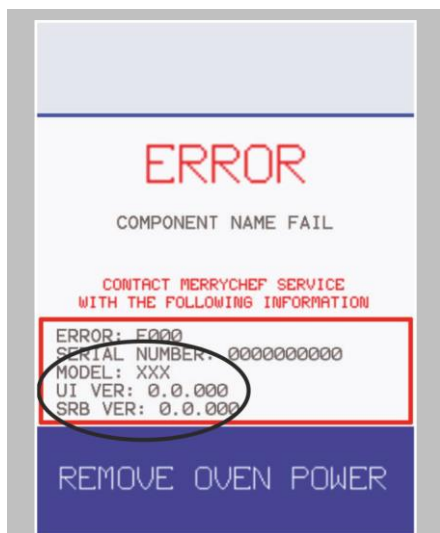 ERROR
COMPONENT NAME FAIL
CONTACT MERRYCHEF SERVICE
WITH THE FOLLOWING INFORMATION
ERROR: E000
SERIAL NUMBER: 0000000000
MODEL: XXX
UI VER: 0.0.000
SRB VER: 0.0.000
REMOVE OVEN POWER